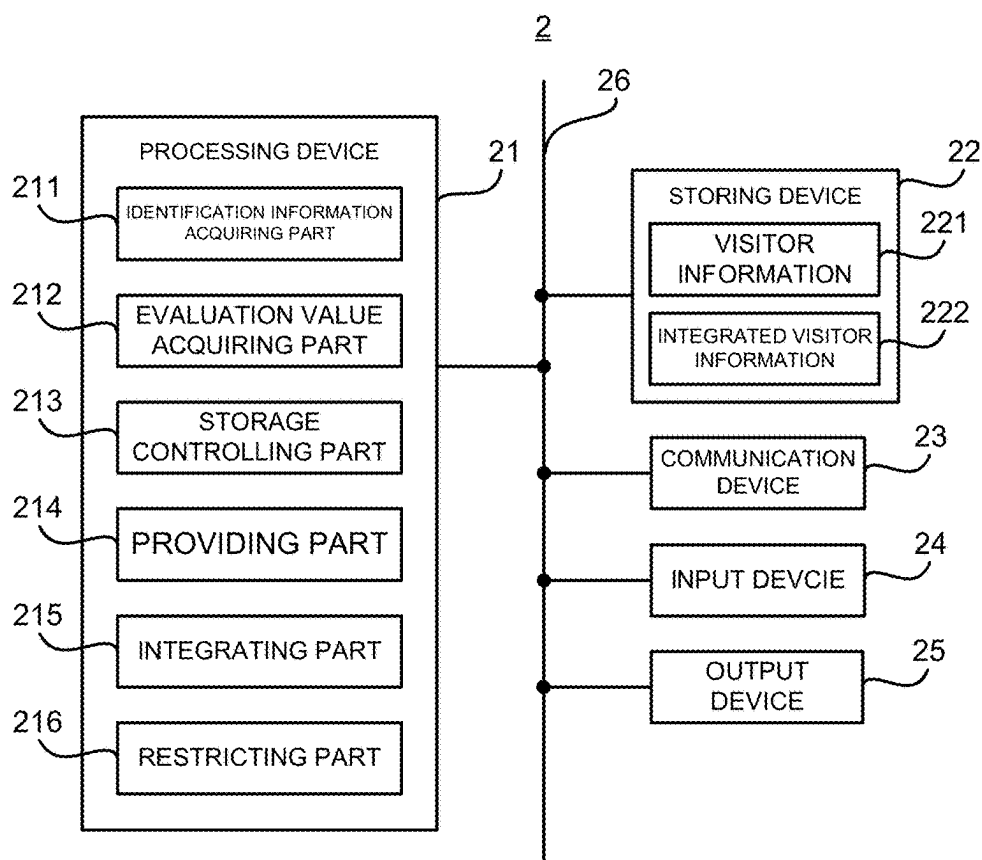 2
26
PROCESSING DEVICE
21
211
IDENTIFICATION INFORMATION
ACQUIRING PART
212
EVALUATION VALUE
ACQUIRING PART
213
STORAGE
CONTROLLING PART
214
PROVIDING PART
215
INTEGRATING PART
216
RESTRICTING PART
22
STORING DEVICE
221
VISITOR
INFORMATION
222
INTEGRATED VISITOR
INFORMATION
23
COMMUNICATION
DEVICE
24
INPUT DEVCIE
25
OUTPUT
DEVICE